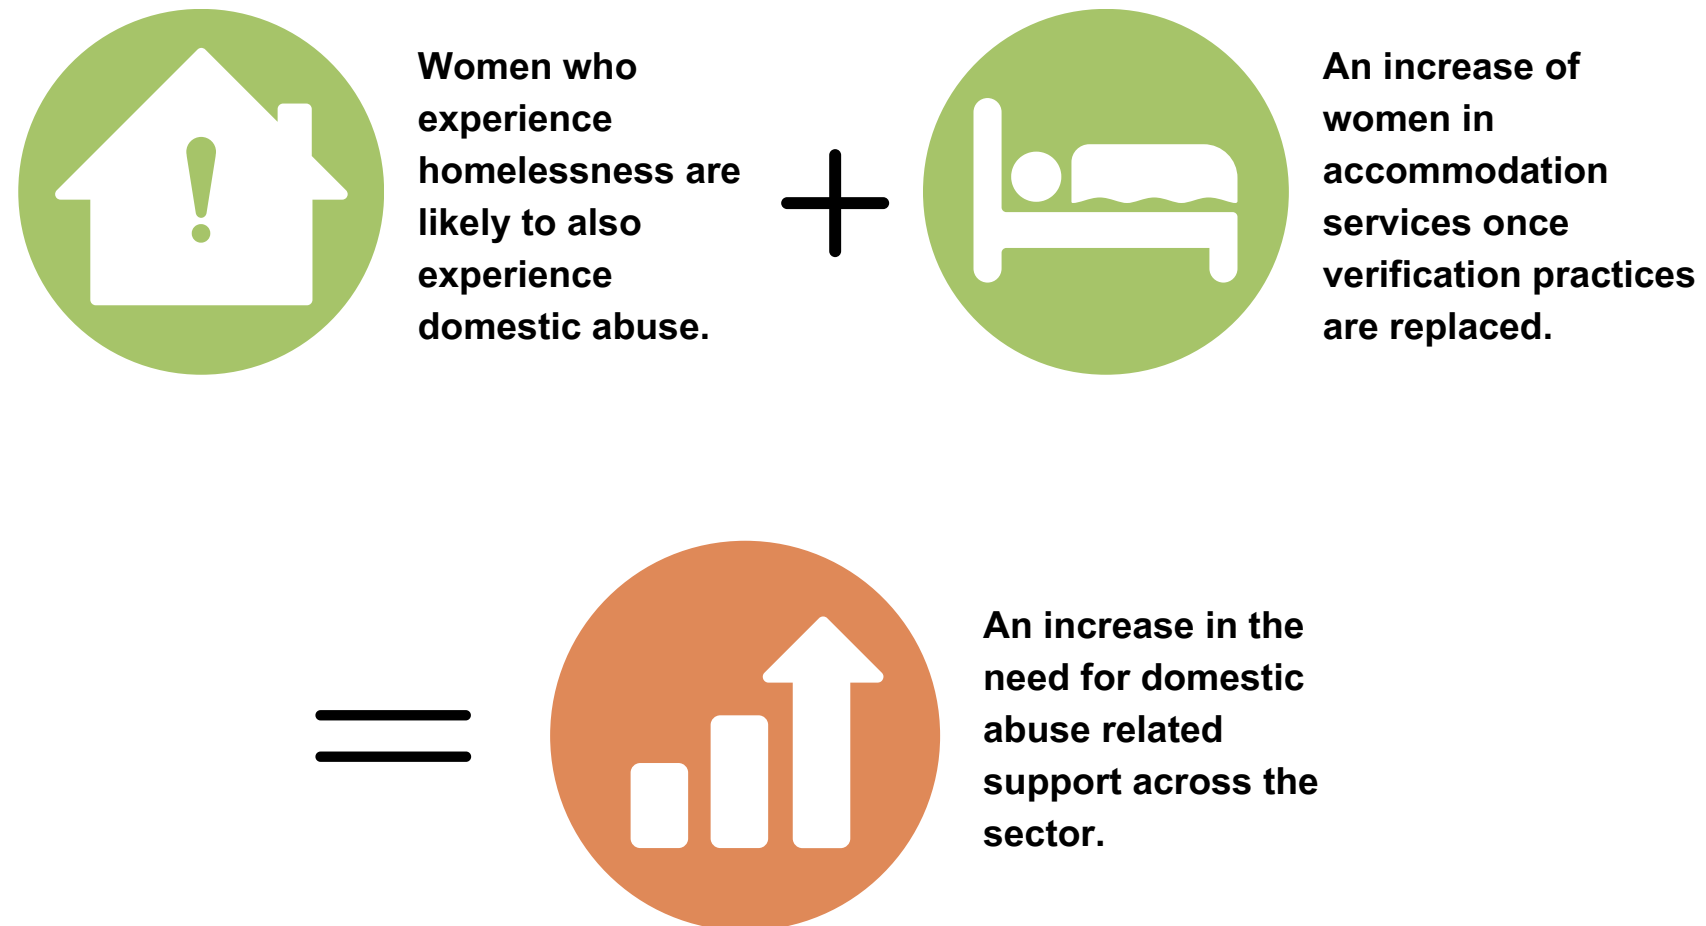 Women who
experience
homelessness are
likely to also
experience
domestic abuse.
An increase of
women in
accommodation
services once
verification practices
are replaced.
An increase in the
need for domestic
abuse related
support across the
sector.